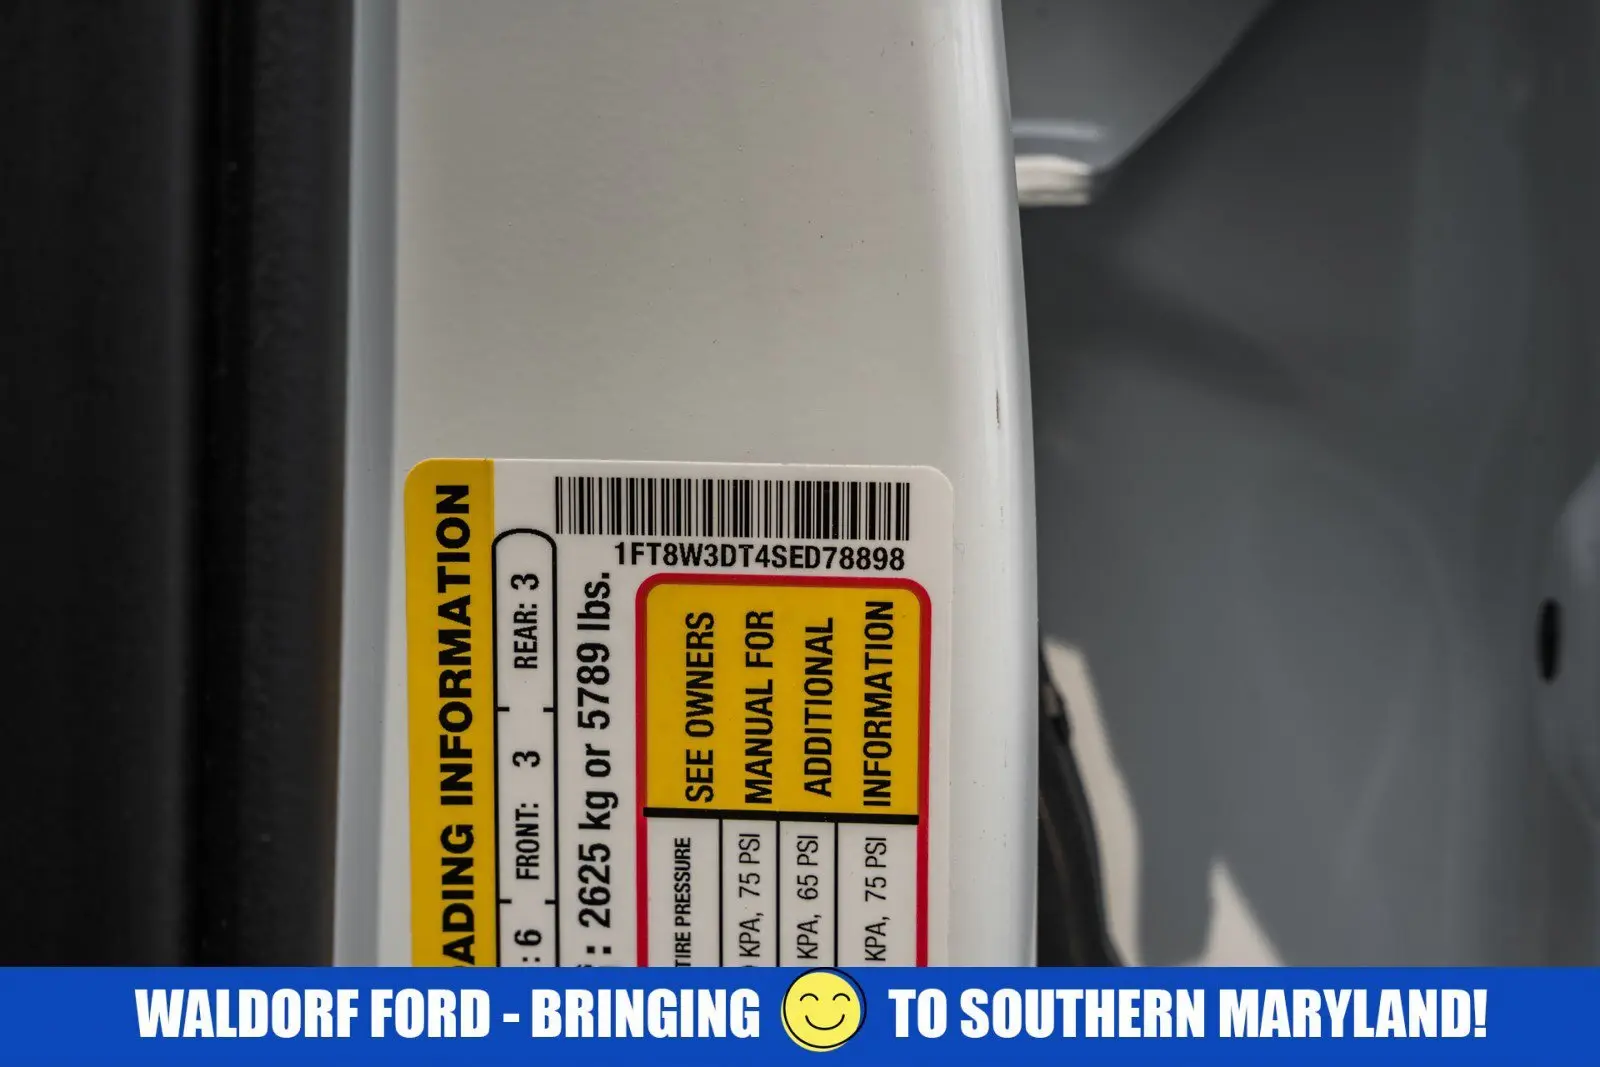 ADING INFORMATION
: 6 FRONT: 3 REAR: 3
: 2625 kg or 5789 lbs.
1FT8W3DT4SED78898
SEE OWNERS
MANUAL FOR
ADDITIONAL
INFORMATION
TIRE PRESSURE
KPA, 75 PSI
KPA, 65 PSI
KPA, 75 PSI
WALDORF FORD - BRINGING TO SOUTHERN MARYLAND!